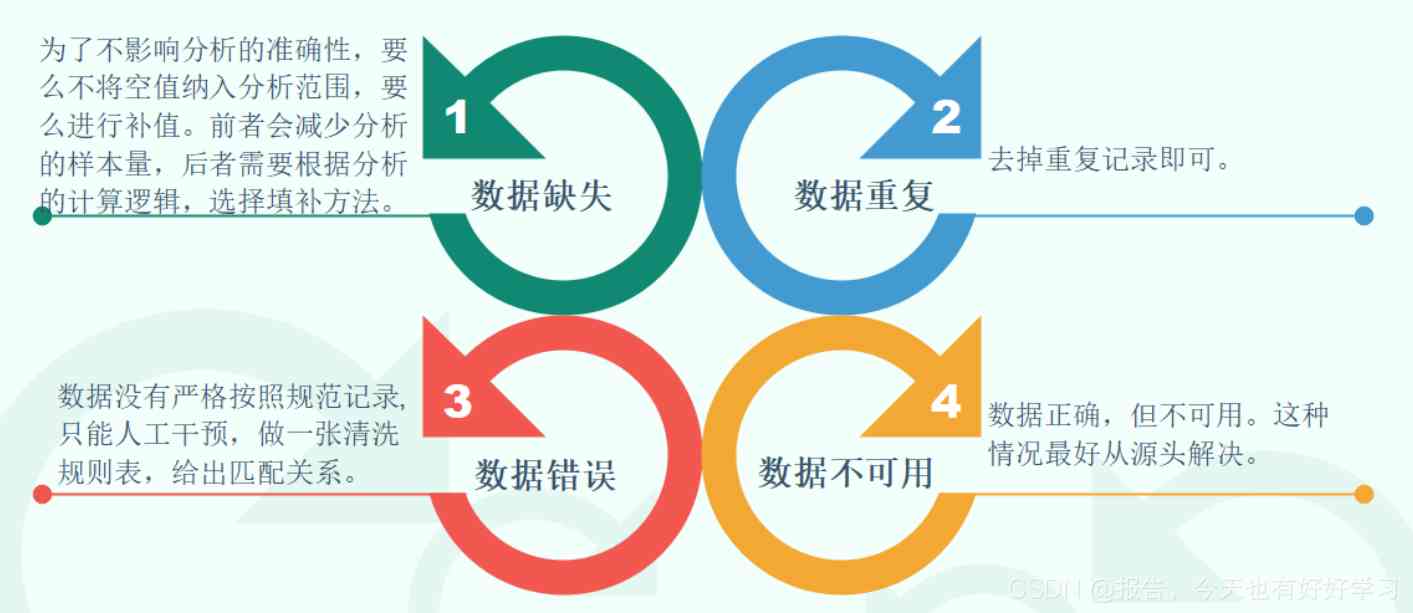 为了不影响分析的准确性，要
么不将空值纳入分析范围，要
么进行补值。前者会减少分析
的样本量，后者需要根据分析
的计算逻辑，选择填补方法。
1
数据缺失
2
数据重复
去掉重复记录即可。
数据没有严格按照规范记录,
只能人工干预，做一张清洗
规则表，给出匹配关系。
3
数据错误
4
数据不可用
数据正确，但不可用。这种
情况最好从源头解决。
CSDN @报告，今天也有好好学习